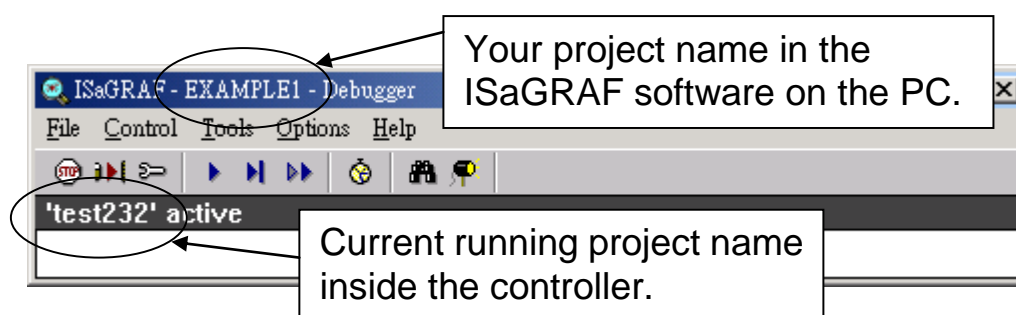 Your project name in the
ISaGRAF software on the PC.
ISaGRAF - EXAMPLE1 - Debugger
File Control Tools Options Help
STOP
'test232' active
Current running project name
inside the controller.